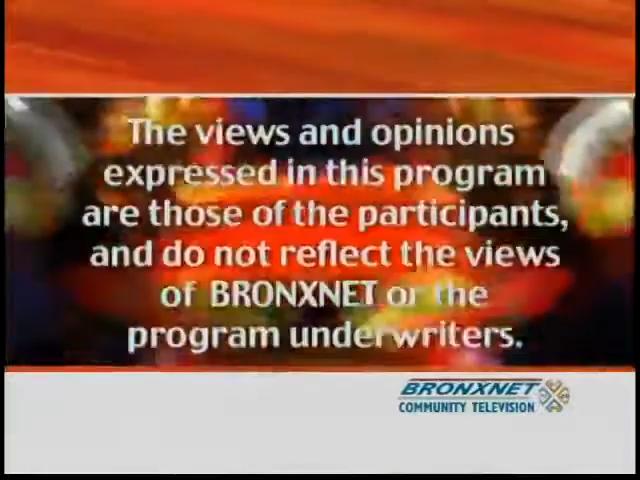 The views and opinions
expressed in this program
are those of the participants,
and do not reflect the views
of BRONXNET or the
program underwriters.
BRONXNET
COMMUNITY TELEVISION